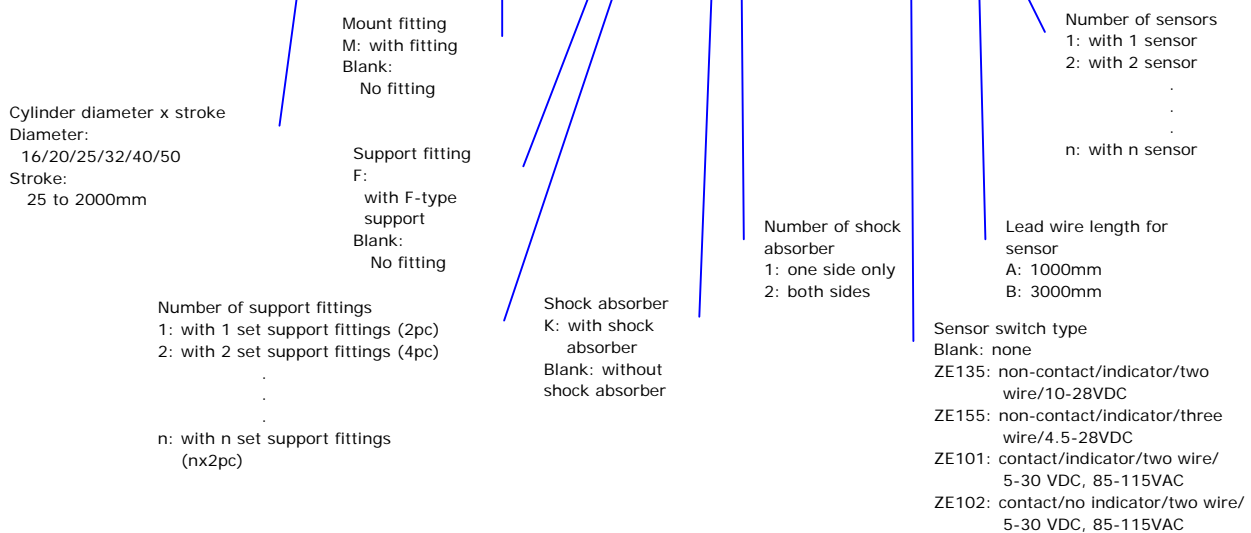 Mount fitting
M: with fitting
Blank:
No fitting
Number of sensors
1: with 1 sensor
2: with 2 sensor
.
.
.
n: with n sensor
Cylinder diameter x stroke
Diameter:
16/20/25/32/40/50
Stroke:
25 to 2000mm
Support fitting
F:
with F-type
support
Blank:
No fitting
Number of shock
absorber
1: one side only
2: both sides
Lead wire length for
sensor
A: 1000mm
B: 3000mm
Number of support fittings
1: with 1 set support fittings (2pc)
2: with 2 set support fittings (4pc)
.
.
.
n: with n set support fittings
(nx2pc)
Shock absorber
K: with shock
absorber
Blank: without
shock absorber
Sensor switch type
Blank: none
ZE135: non-contact/indicator/two
wire/10-28VDC
ZE155: non-contact/indicator/three
wire/4.5-28VDC
ZE101: contact/indicator/two wire/
5-30 VDC, 85-115VAC
ZE102: contact/no indicator/two wire/
5-30 VDC, 85-115VAC